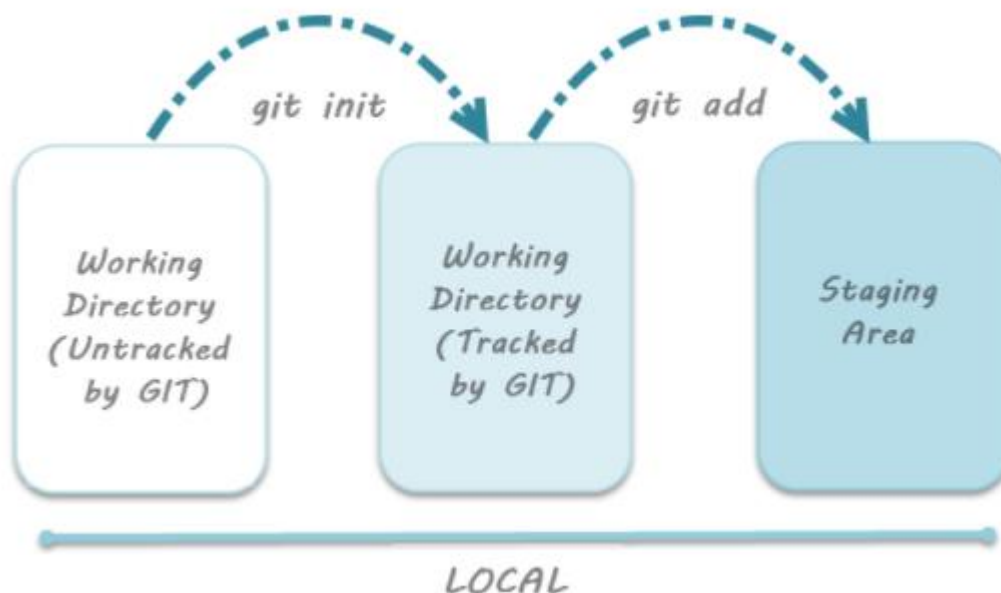 git init
git add
Working
Directory
(Untracked
by GIT)
Working
Directory
(Tracked
by GIT)
Staging
Area
LOCAL